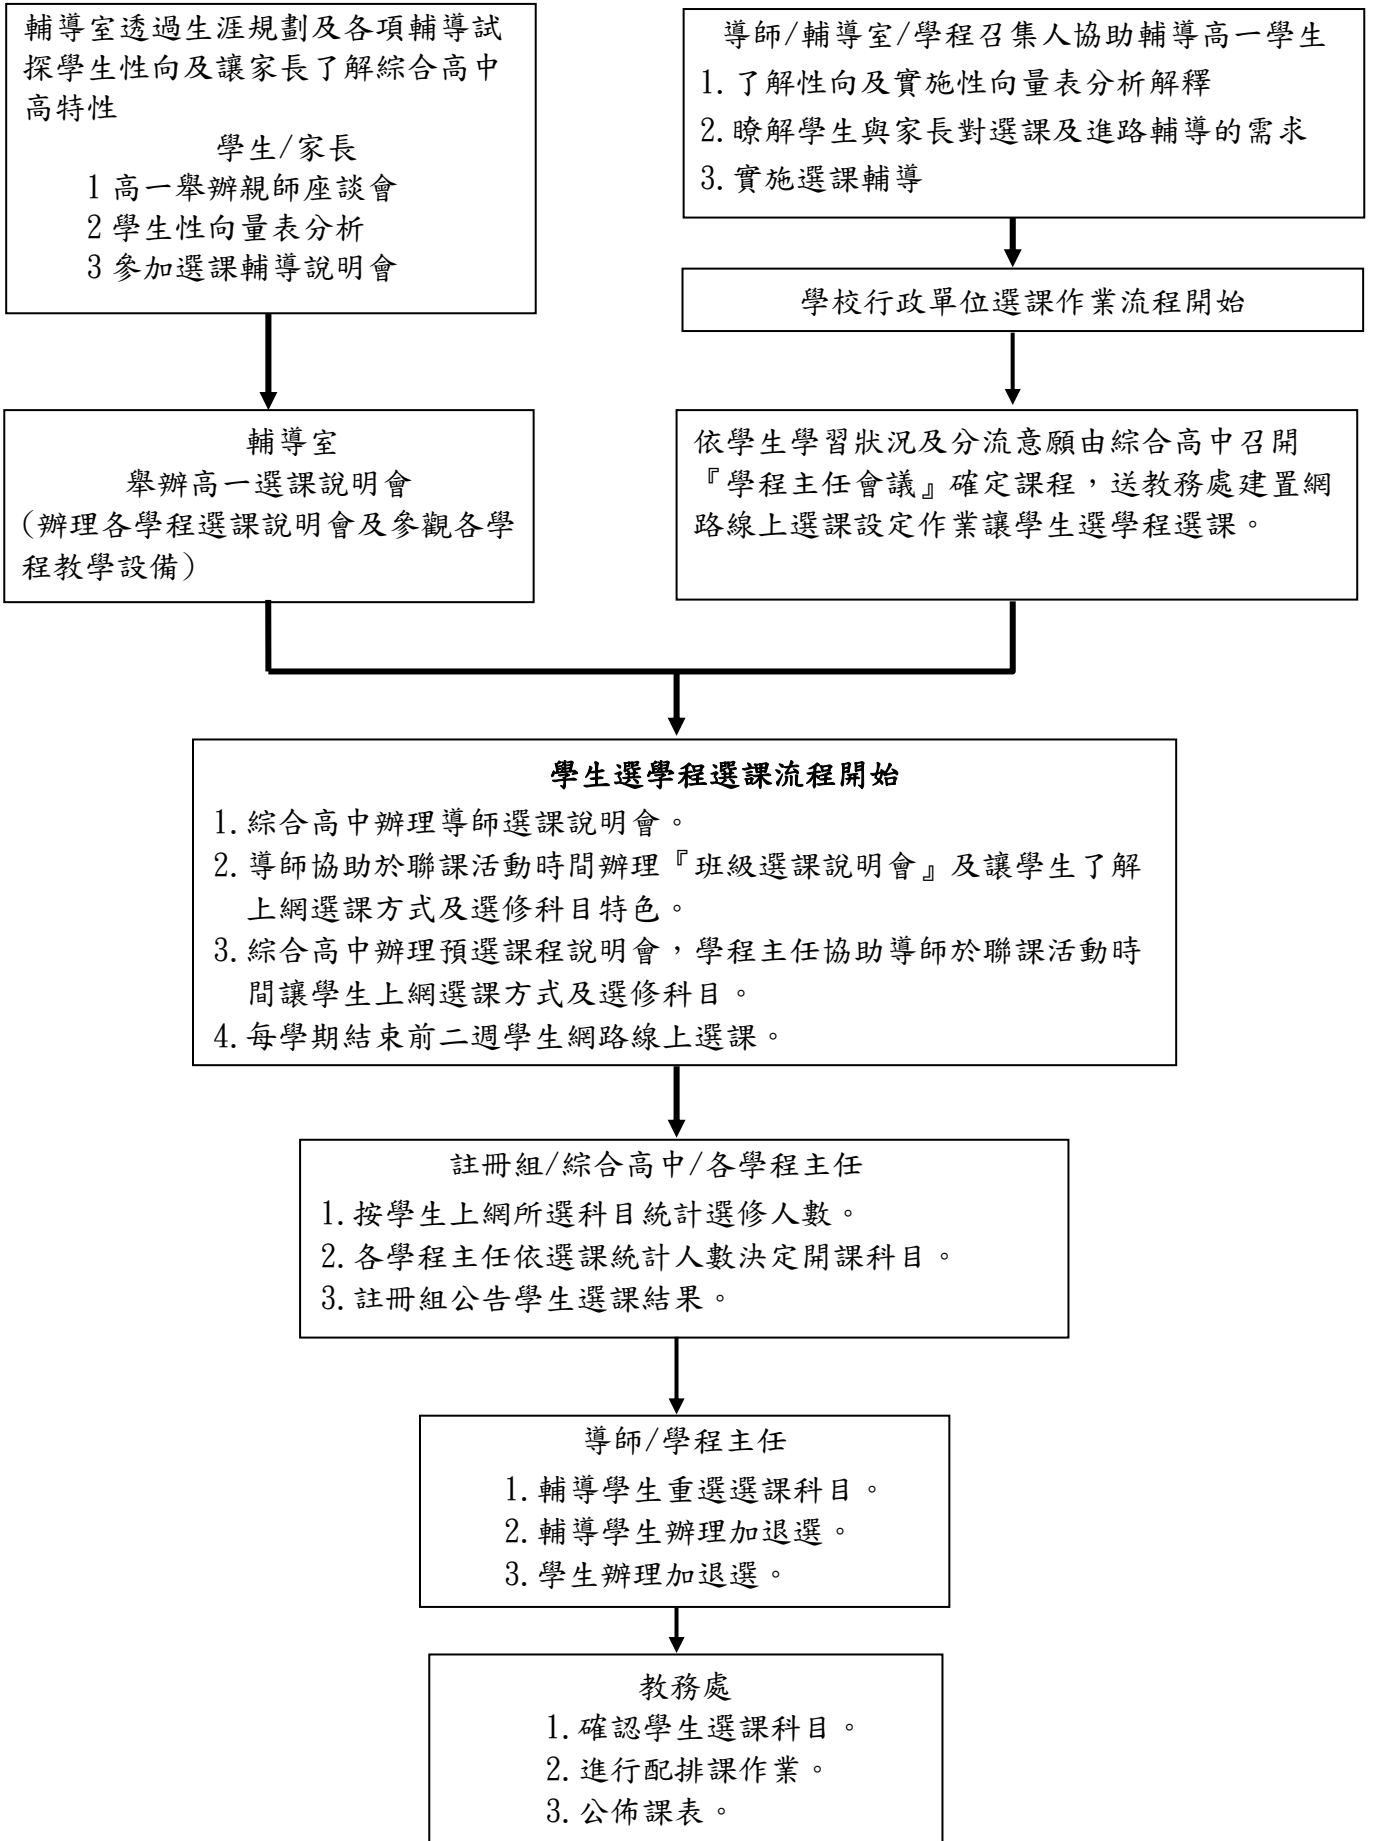 輔導室透過生涯規劃及各項輔導試
探學生性向及讓家長了解綜合高中
高特性
學生/家長
1 高一舉辦親師座談會
2 學生性向量表分析
3 參加選課輔導說明會
導師/輔導室/學程召集人協助輔導高一學生
1.了解性向及實施性向量表分析解釋
2.瞭解學生與家長對選課及進路輔導的需求
3.實施選課輔導
學校行政單位選課作業流程開始
輔導室
舉辦高一選課說明會
(辦理各學程選課說明會及參觀各學
程教學設備)
依學生學習狀況及分流意願由綜合高中召開
『學程主任會議』確定課程，送教務處建置網
路線上選課設定作業讓學生選學程選課。
學生選學程選課流程開始
1.綜合高中辦理導師選課說明會。
2.導師協助於聯課活動時間辦理『班級選課說明會』及讓學生了解
上網選課方式及選修科目特色。
3.綜合高中辦理預選課程說明會，學程主任協助導師於聯課活動時
間讓學生上網選課方式及選修科目。
4.每學期結束前二週學生網路線上選課。
註冊組/綜合高中/各學程主任
1.按學生上網所選科目統計選修人數。
2.各學程主任依選課統計人數決定開課科目。
3.註冊組公告學生選課結果。
導師/學程主任
1.輔導學生重選選課科目。
2.輔導學生辦理加退選。
3.學生辦理加退選。
教務處
1.確認學生選課科目。
2.進行配排課作業。
3.公佈課表。